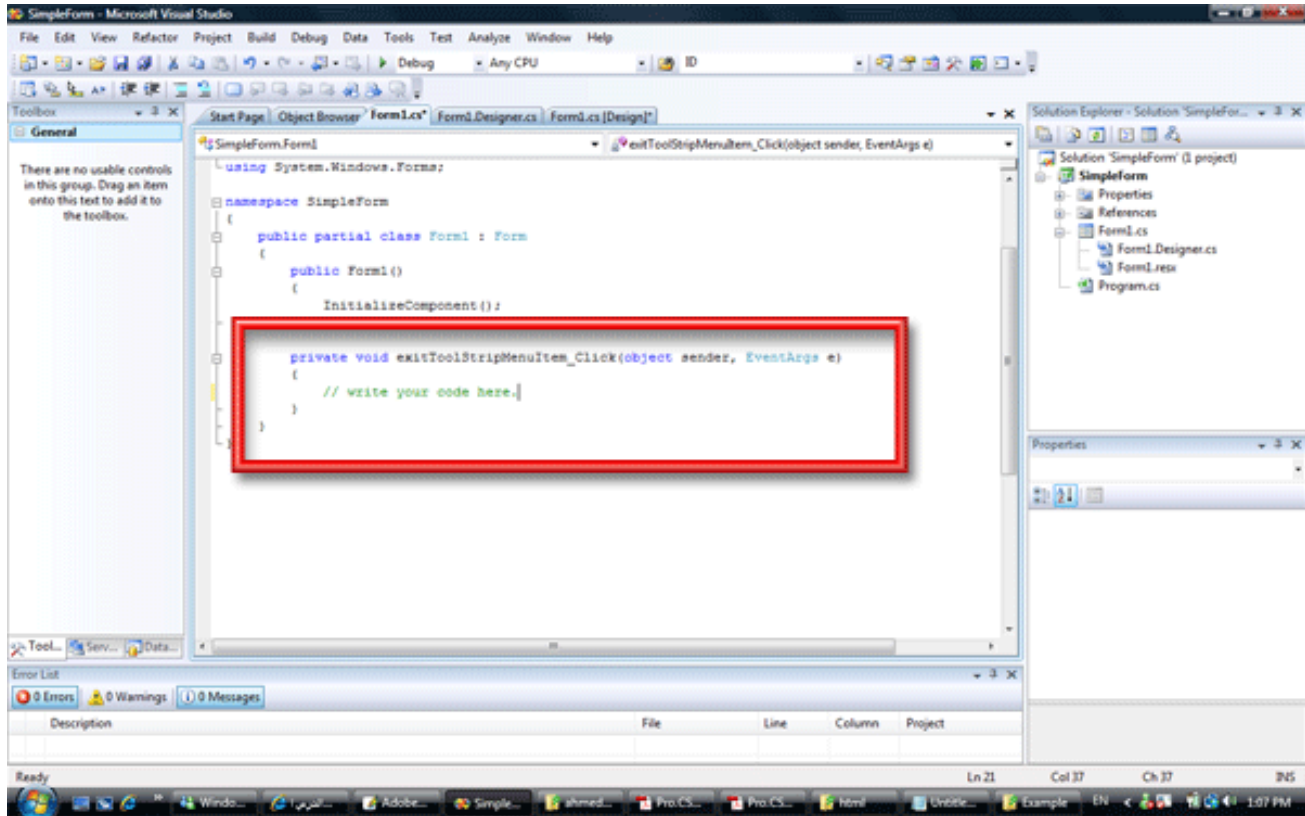 SimpleForm - Microsoft Visual Studio
File Edit View Refactor Project Build Debug Data Tools Test Analyze Window Help
Debug Any CPU ID
Toolbox
General
There are no usable controls
in this group. Drag an item
onto this text to add it to
the toolbox.
Tool... Serv... Data...
Start Page Object Browser Form1.cs* Form1.Designer.cs Form1.cs [Design]*
SimpleForm.Form1 exitToolStripMenuItem_Click(object sender, EventArgs e)
using System.Windows.Forms;
namespace SimpleForm
{
public partial class Form1 : Form
{
public Form1()
{
InitializeComponent();
private void exitToolStripMenuItem_Click(object sender, EventArgs e)
{
// write your code here.
}
}
}
Solution Explorer - Solution 'SimpleFor...
Solution 'SimpleForm' (1 project)
SimpleForm
Properties
References
Form1.cs
Form1.Designer.cs
Form1.resx
Program.cs
Properties
Error List
0 Errors 0 Warnings 0 Messages
Description File Line Column Project
Ready Ln 21 Col 37 Ch 37 INS
Windo... Adobe... Simple... ahmed... Pro.CS... Pro.CS... html Untitle... Example EN 1:07 PM